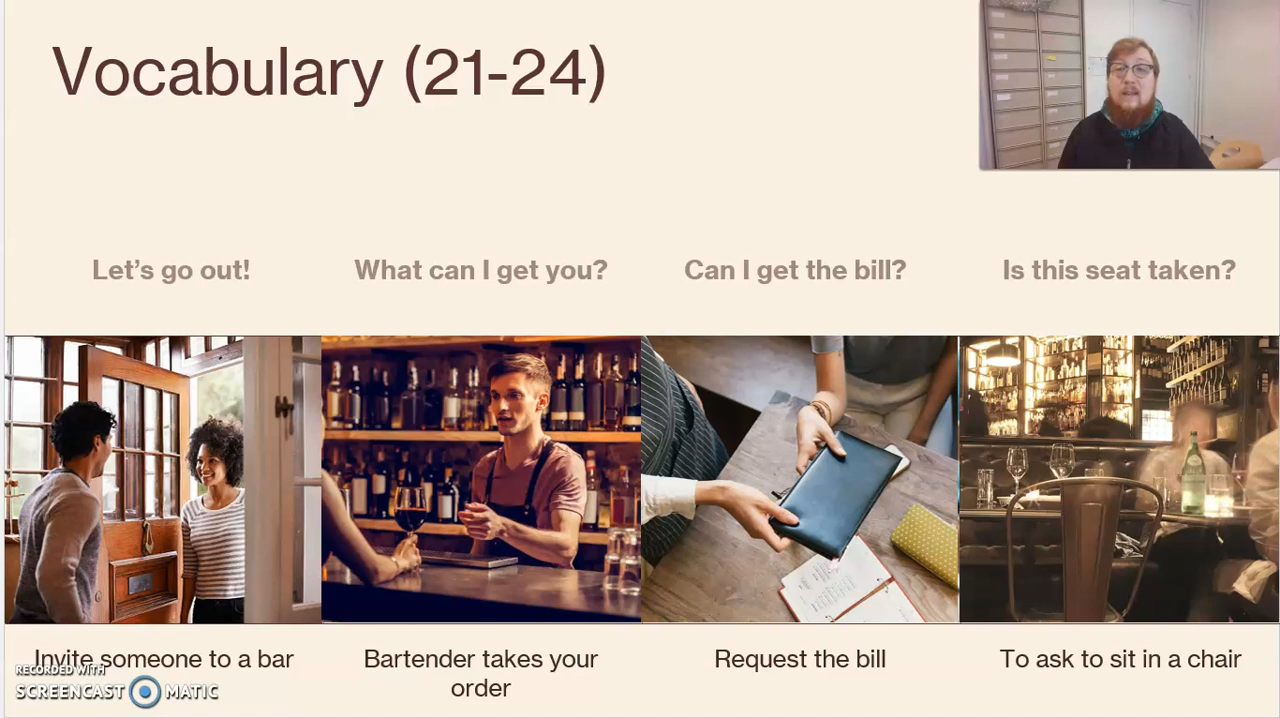 Vocabulary (21-24)
Let's go out!
What can I get you?
Can I get the bill?
Is this seat taken?
Invite someone to a bar
Bartender takes your
order
Request the bill
To ask to sit in a chair
RECORDED WITH
SCREENCAST MATIC